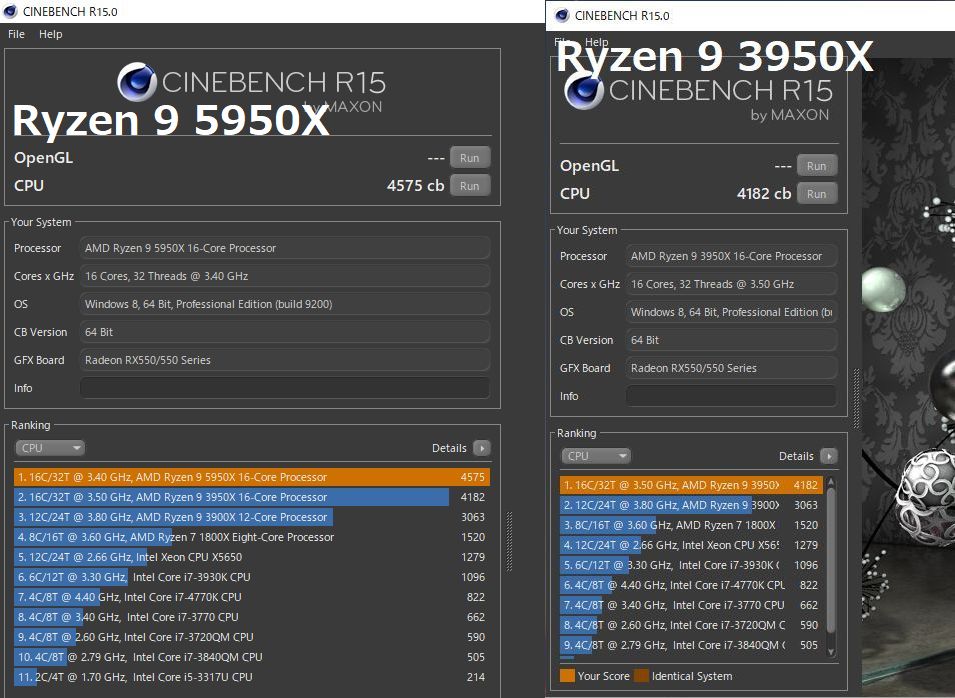 CINEBENCH R15.0
File Help
CINEBENCH R15
by MAXON
Ryzen 9 5950X
OpenGL --- Run
CPU 4575 cb Run
Your System
Processor AMD Ryzen 9 5950X 16-Core Processor
Cores x GHz 16 Cores, 32 Threads @ 3.40 GHz
OS Windows 8, 64 Bit, Professional Edition (build 9200)
CB Version 64 Bit
GFX Board Radeon RX550/550 Series
Info
Ranking
CPU Details
1. 16C/32T @ 3.40 GHz, AMD Ryzen 9 5950X 16-Core Processor 4575
2. 16C/32T @ 3.50 GHz, AMD Ryzen 9 3950X 16-Core Processor 4182
3. 12C/24T @ 3.80 GHz, AMD Ryzen 9 3900X 12-Core Processor 3063
4. 8C/16T @ 3.60 GHz, AMD Ryzen 7 1800X Eight-Core Processor 1520
5. 12C/24T @ 2.66 GHz, Intel Xeon CPU X5650 1279
6. 6C/12T @ 3.30 GHz, Intel Core i7-3930K CPU 1096
7. 4C/8T @ 4.40 GHz, Intel Core i7-4770K CPU 822
8. 4C/8T @ 3.40 GHz, Intel Core i7-3770 CPU 662
9. 4C/8T @ 2.60 GHz, Intel Core i7-3720QM CPU 590
10. 4C/8T @ 2.79 GHz, Intel Core i7-3840QM CPU 505
11. 2C/4T @ 1.70 GHz, Intel Core i5-3317U CPU 214
CINEBENCH R15.0
File Help
Ryzen 9 3950X
CINEBENCH R15
by MAXON
OpenGL --- Run
CPU 4182 cb Run
Your System
Processor AMD Ryzen 9 3950X 16-Core Processor
Cores x GHz 16 Cores, 32 Threads @ 3.50 GHz
OS Windows 8, 64 Bit, Professional Edition (bu
CB Version 64 Bit
GFX Board Radeon RX550/550 Series
Info
Ranking
CPU Details
1. 16C/32T @ 3.50 GHz, AMD Ryzen 9 3950X 4182
2. 12C/24T @ 3.80 GHz, AMD Ryzen 9 3900X 3063
3. 8C/16T @ 3.60 GHz, AMD Ryzen 7 1800X 1520
4. 12C/24T @ 2.66 GHz, Intel Xeon CPU X565 1279
5. 6C/12T @ 3.30 GHz, Intel Core i7-3930K C 1096
6. 4C/8T @ 4.40 GHz, Intel Core i7-4770K CPU 822
7. 4C/8T @ 3.40 GHz, Intel Core i7-3770 CPU 662
8. 4C/8T @ 2.60 GHz, Intel Core i7-3720QM C 590
9. 4C/8T @ 2.79 GHz, Intel Core i7-3840QM C 505
Your Score Identical System